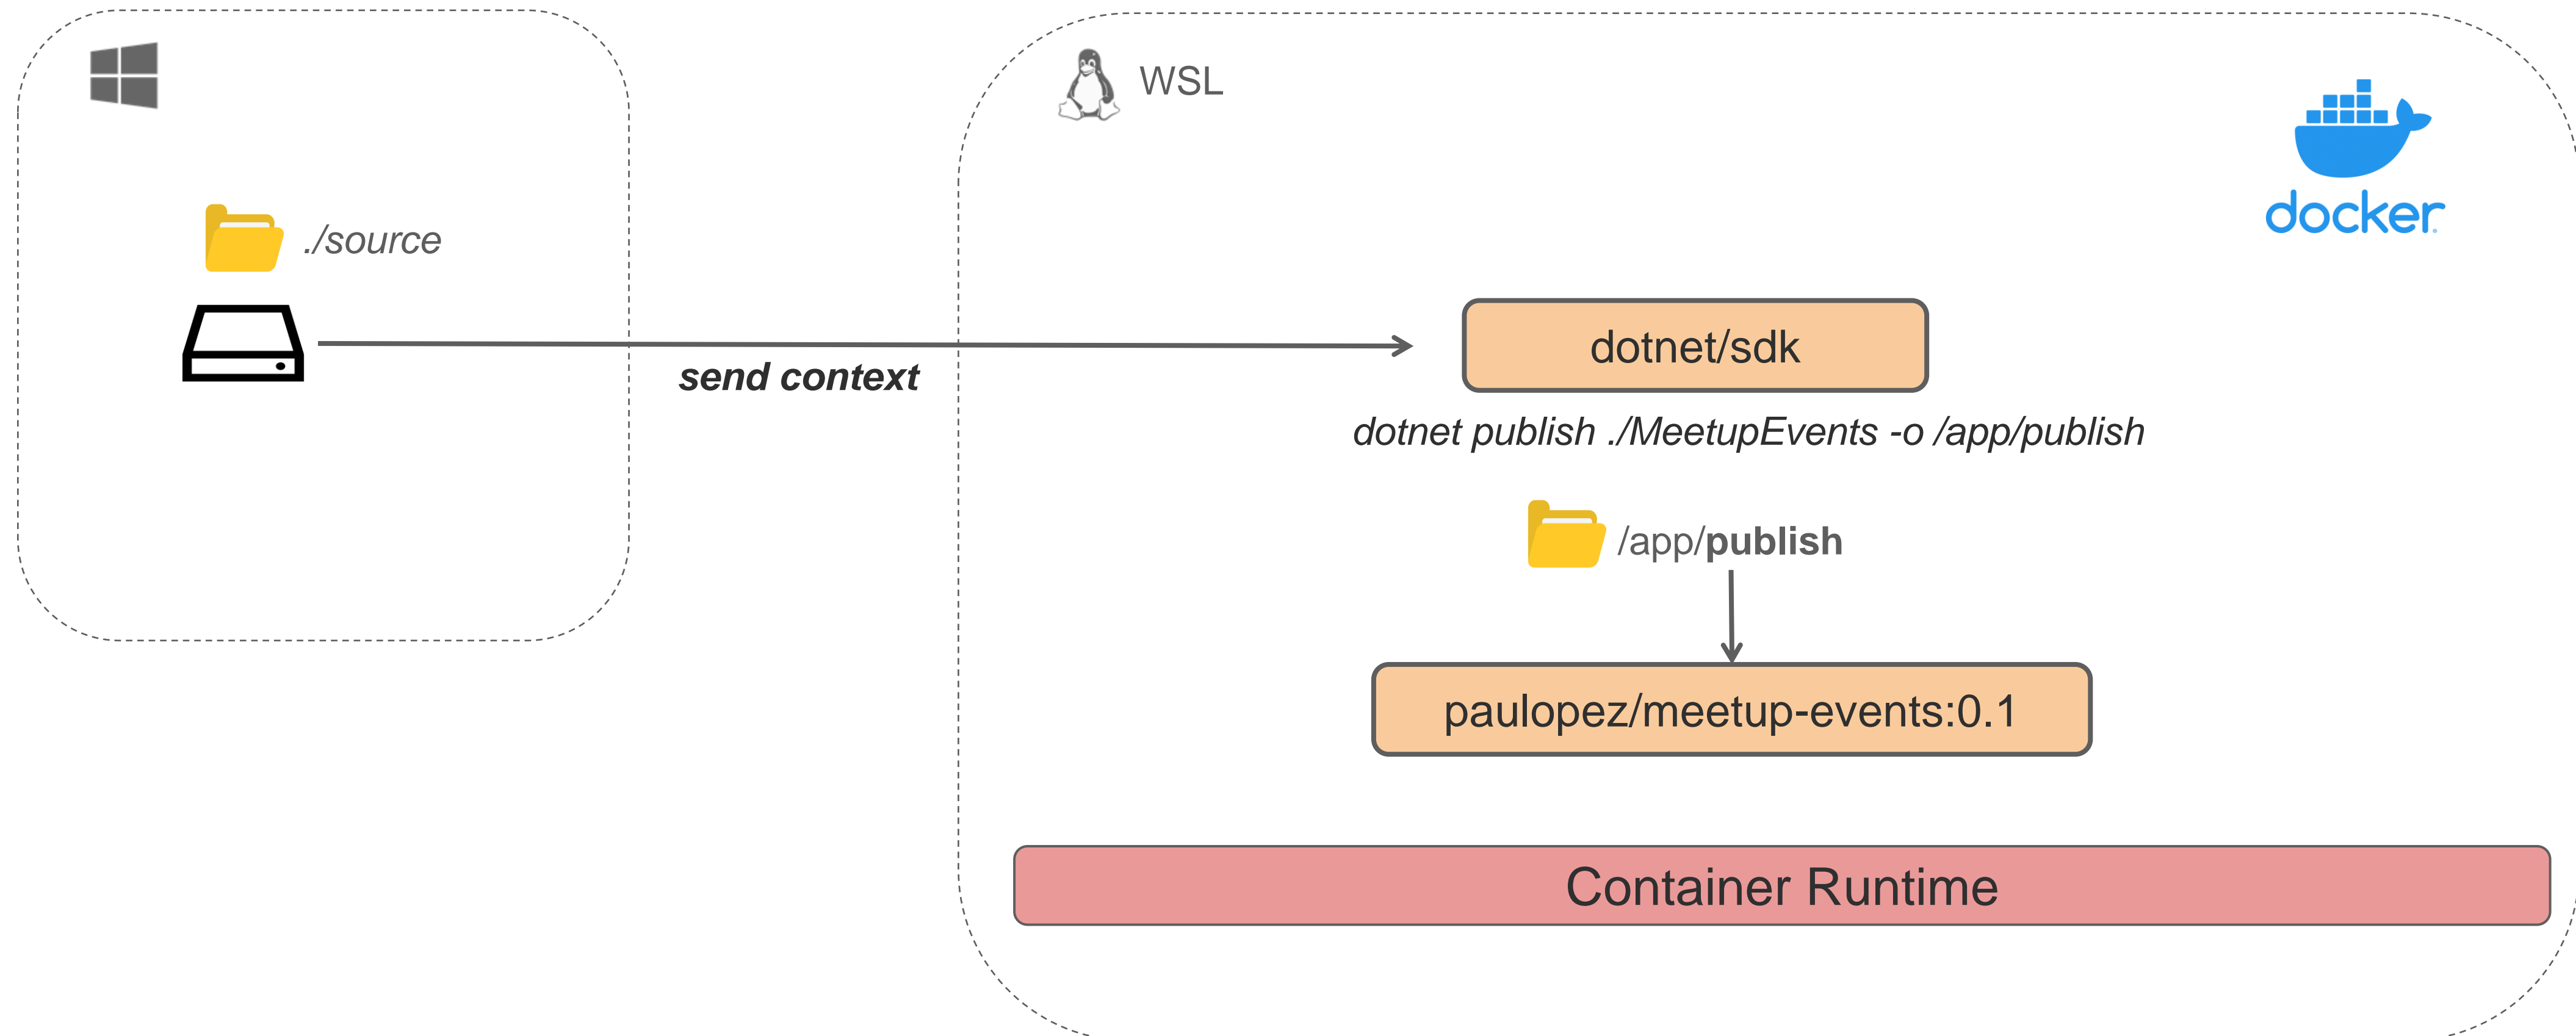 WSL
docker
./source
send context
dotnet/sdk
dotnet publish ./MeetupEvents -o /app/publish
/app/publish
paulopez/meetup-events:0.1
Container Runtime